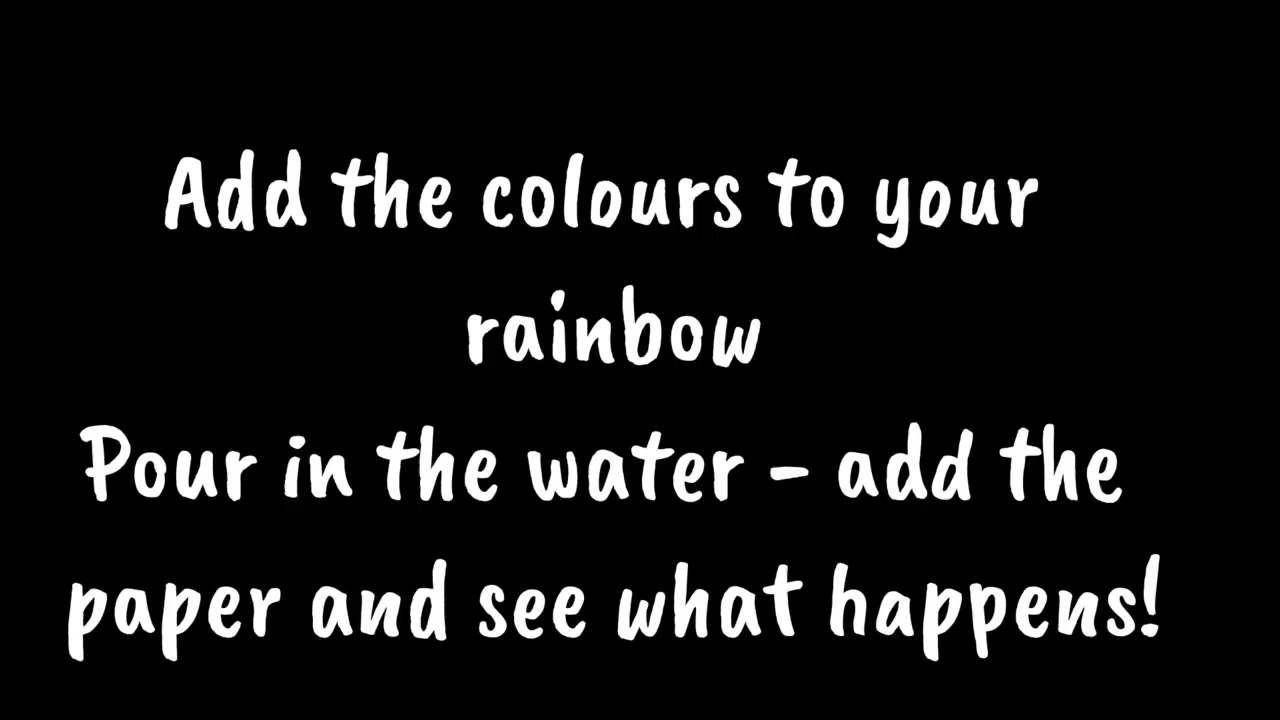 Add the colours to your
rainbow
Pour in the water - add the
paper and see what happens!